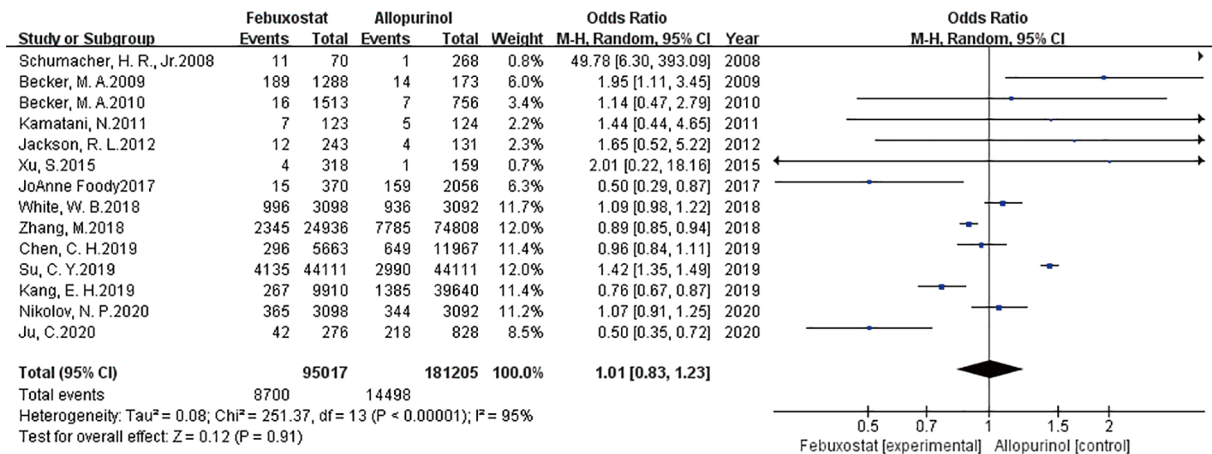 Febuxostat Allopurinol Odds Ratio Odds Ratio
Study or Subgroup Events Total Events Total Weight M-H, Random, 95% CI Year M-H, Random, 95% CI
Schumacher, H. R., Jr.2008 11 70 1 268 0.8% 49.78 [6.30, 393.09] 2008
Becker, M. A.2009 189 1288 14 173 6.0% 1.95 [1.11, 3.45] 2009
Becker, M. A.2010 16 1513 7 756 3.4% 1.14 [0.47, 2.79] 2010
Kamatani, N.2011 7 123 5 124 2.2% 1.44 [0.44, 4.65] 2011
Jackson, R. L.2012 12 243 4 131 2.3% 1.65 [0.52, 5.22] 2012
Xu, S.2015 4 318 1 159 0.7% 2.01 [0.22, 18.16] 2015
JoAnne Foody2017 15 370 159 2056 6.3% 0.50 [0.29, 0.87] 2017
White, W. B.2018 996 3098 936 3092 11.7% 1.09 [0.98, 1.22] 2018
Zhang, M.2018 2345 24936 7785 74808 12.0% 0.89 [0.85, 0.94] 2018
Chen, C. H.2019 296 5663 649 11967 11.4% 0.96 [0.84, 1.11] 2019
Su, C. Y.2019 4135 44111 2990 44111 12.0% 1.42 [1.35, 1.49] 2019
Kang, E. H.2019 267 9910 1385 39640 11.4% 0.76 [0.67, 0.87] 2019
Nikolov, N. P.2020 365 3098 344 3092 11.2% 1.07 [0.91, 1.25] 2020
Ju, C.2020 42 276 218 828 8.5% 0.50 [0.35, 0.72] 2020
Total (95% CI) 95017 181205 100.0% 1.01 [0.83, 1.23]
Total events 8700 14498
Heterogeneity: Tau² = 0.08; Chi² = 251.37, df = 13 (P < 0.00001); I² = 95%
Test for overall effect: Z = 0.12 (P = 0.91)
0.5 0.7 1 1.5 2
Febuxostat [experimental] Allopurinol [control]